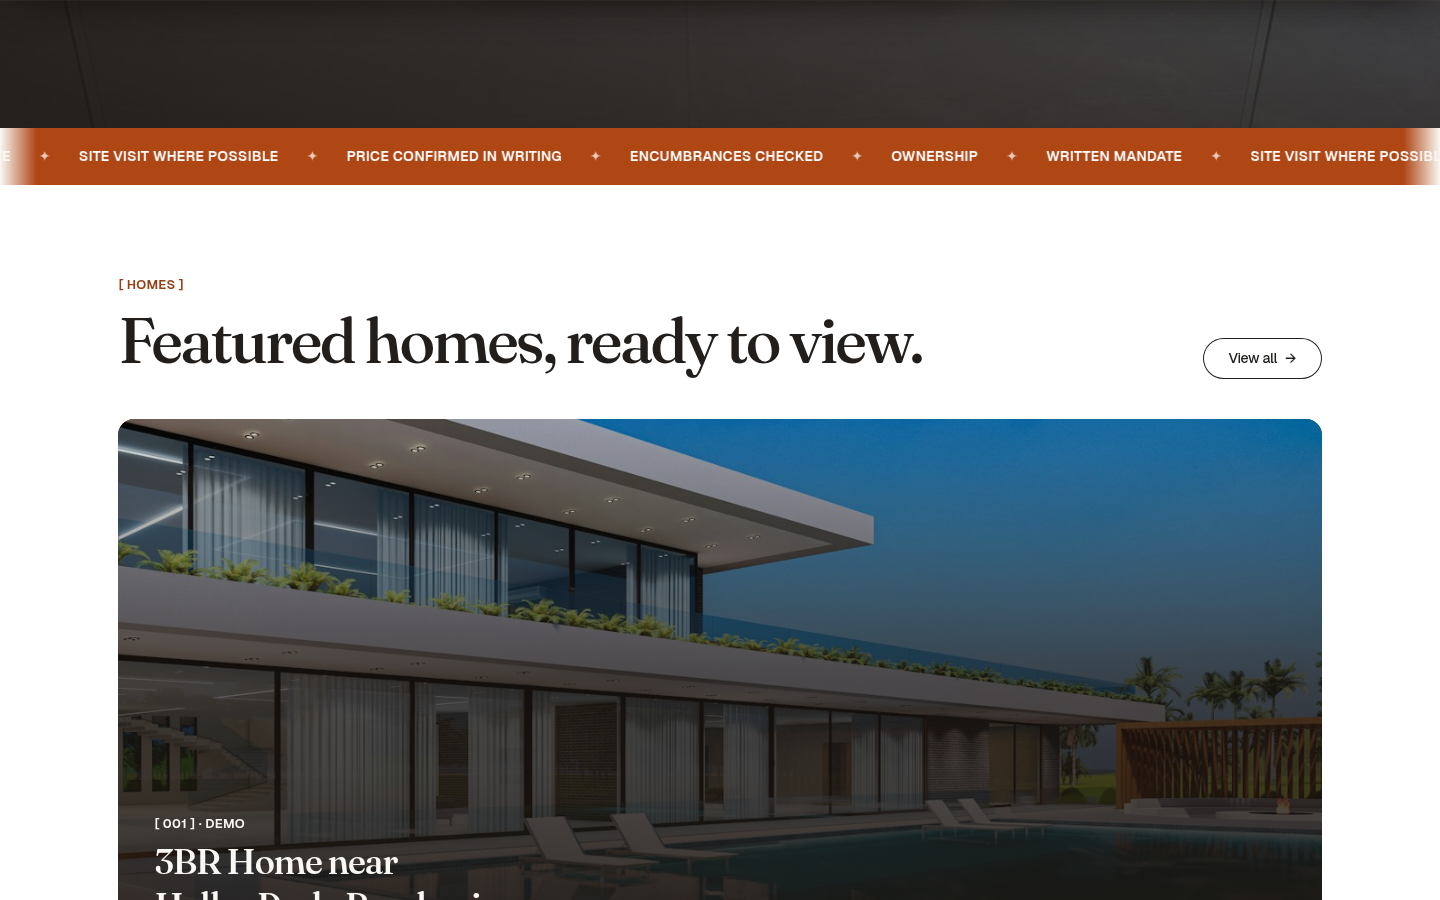 ✦ SITE VISIT WHERE POSSIBLE ✦ PRICE CONFIRMED IN WRITING ✦ ENCUMBRANCES CHECKED ✦ OWNERSHIP ✦ WRITTEN MANDATE ✦ SITE VISIT WHERE
[ HOMES ]
Featured homes, ready to view.
View all →
[ 001 ] · DEMO
3BR Home near